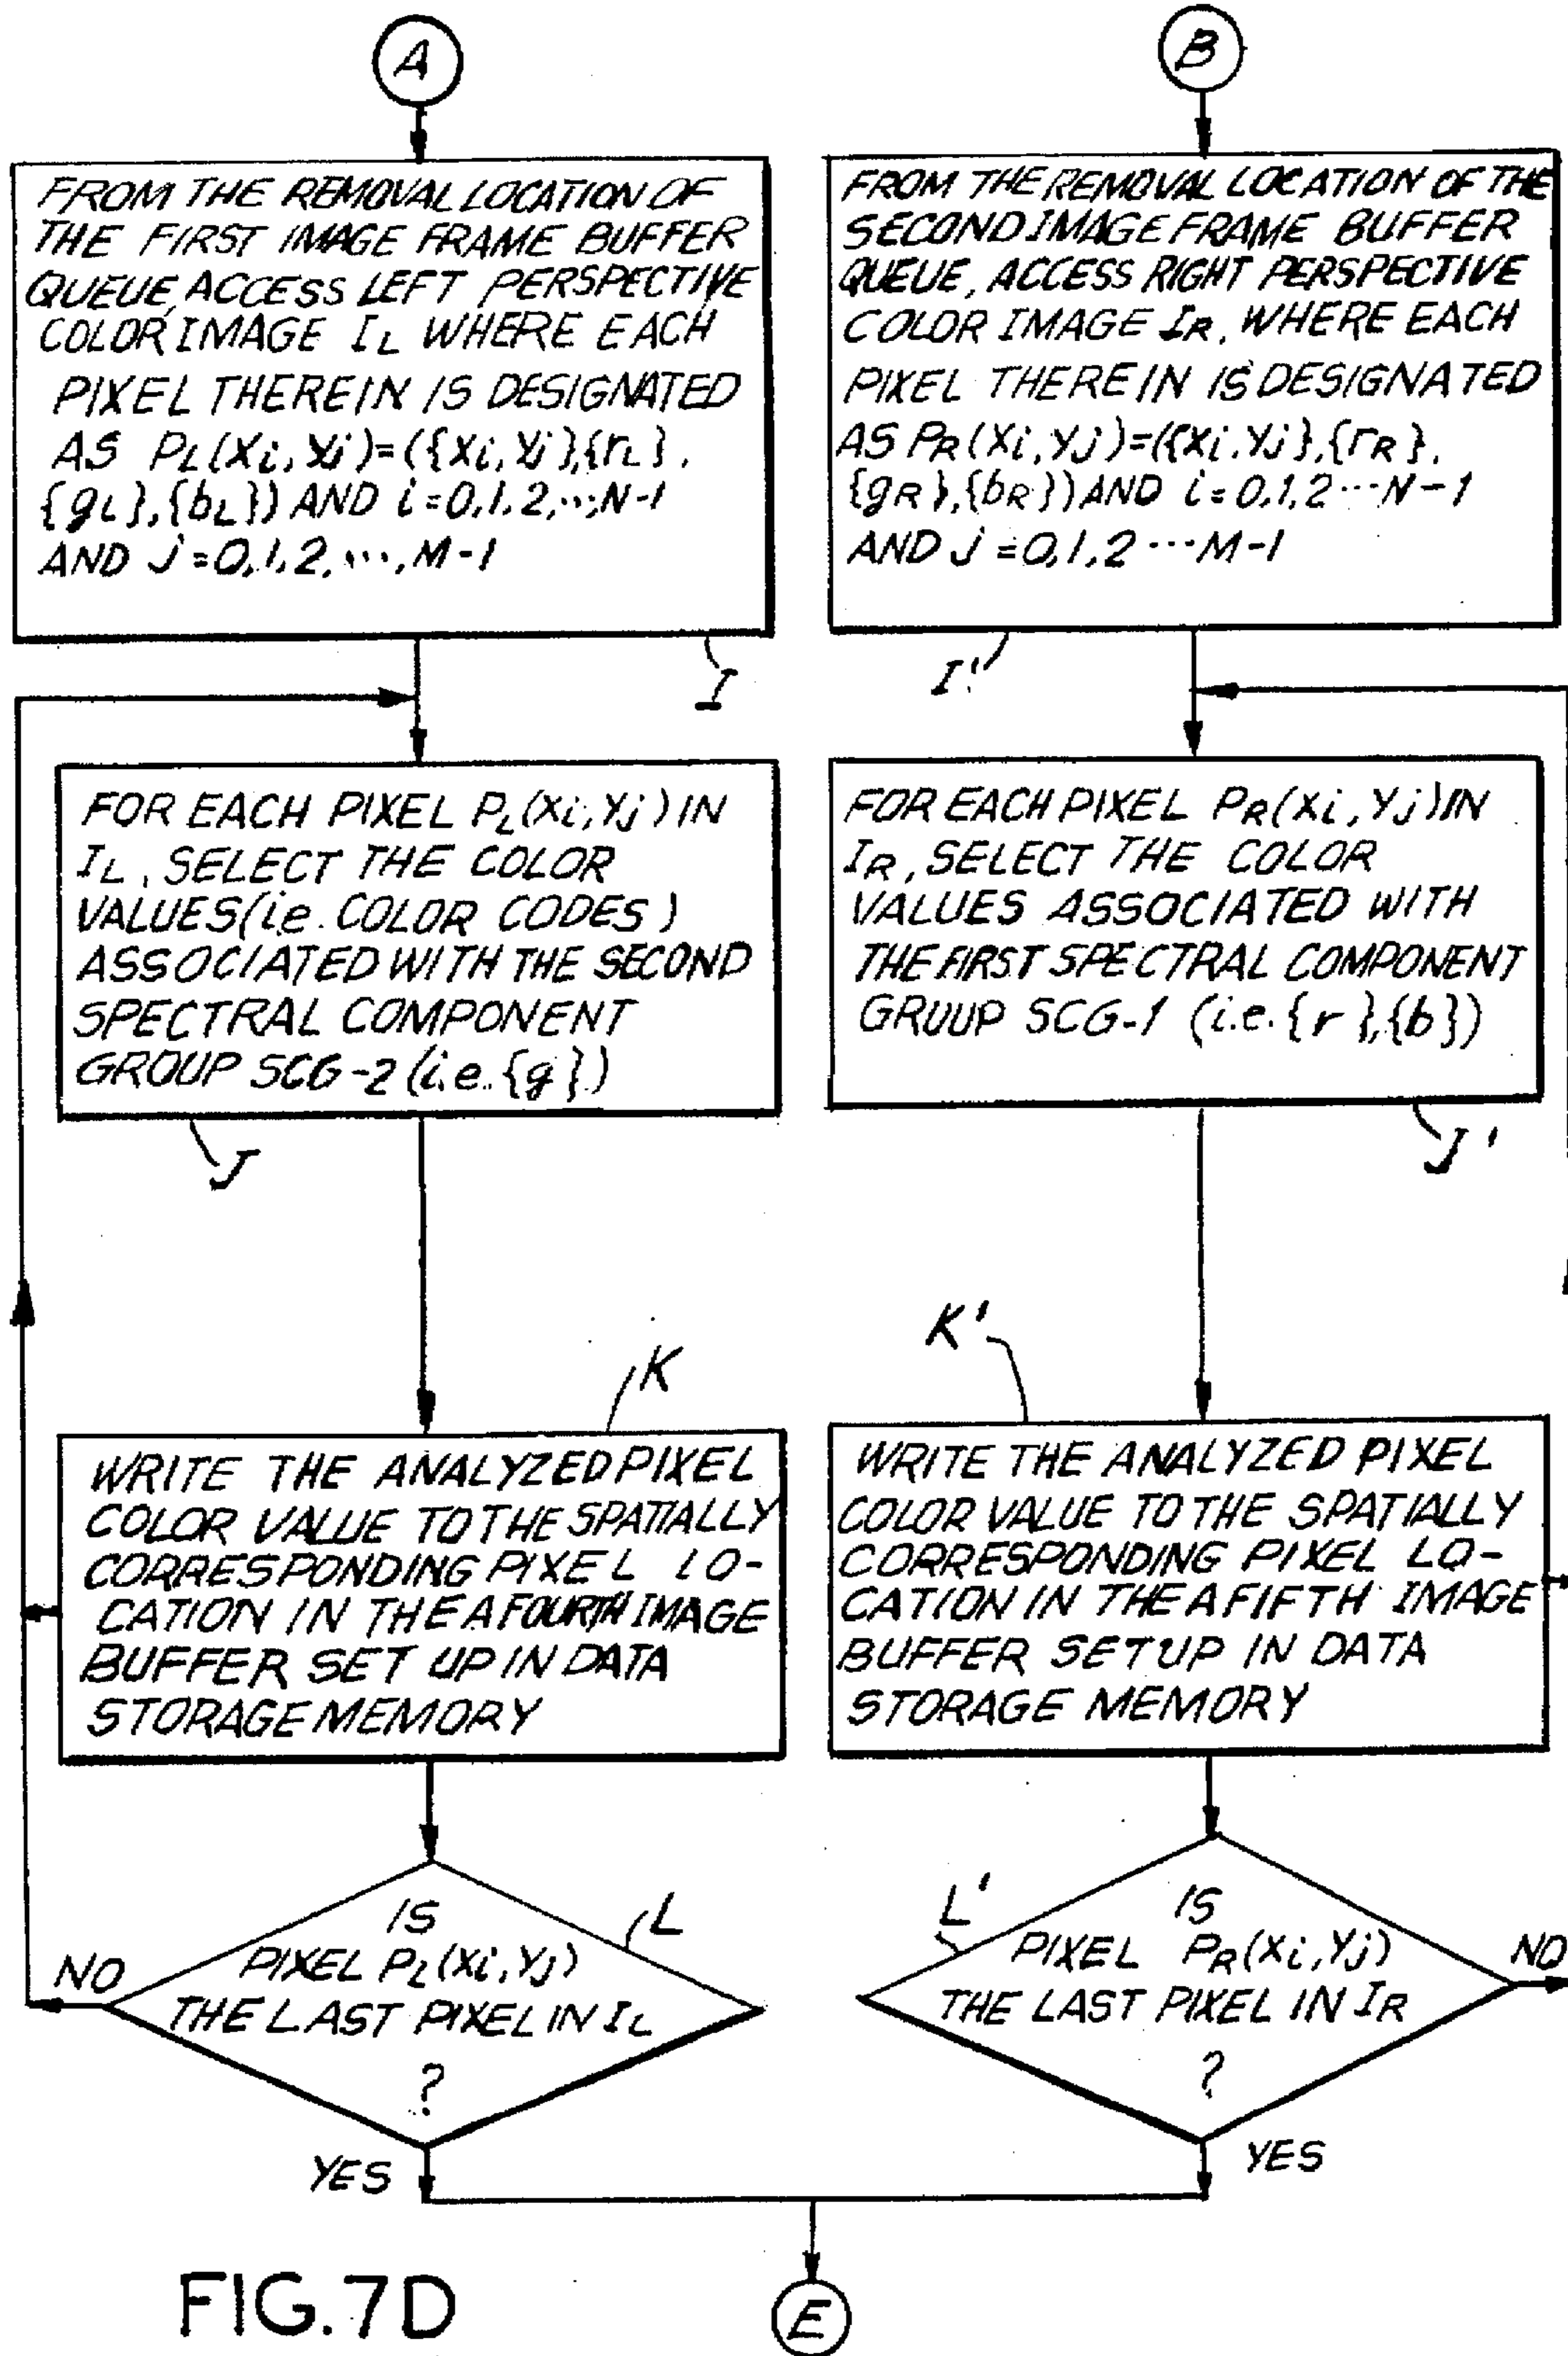 A
FROM THE REMOVAL LOCATION OF
THE FIRST IMAGE FRAME BUFFER
QUEUE, ACCESS LEFT PERSPECTIVE
COLOR IMAGE IL WHERE EACH
PIXEL THEREIN IS DESIGNATED
AS PL(Xi, Yj)=({Xi, Yj},{rL},
{gL},{bL}) AND i=0,1,2,...,N-1
AND j=0,1,2,...,M-1
I
FOR EACH PIXEL PL(Xi, Yj) IN
IL, SELECT THE COLOR
VALUES (i.e. COLOR CODES)
ASSOCIATED WITH THE SECOND
SPECTRAL COMPONENT
GROUP SCG-2 (i.e. {g})
J
K
WRITE THE ANALYZED PIXEL
COLOR VALUE TO THE SPATIALLY
CORRESPONDING PIXEL LO-
CATION IN THE A FOURTH IMAGE
BUFFER SET UP IN DATA
STORAGE MEMORY
L
IS
PIXEL PL(Xi, Yj)
THE LAST PIXEL IN IL
?
NO
YES
B
FROM THE REMOVAL LOCATION OF THE
SECOND IMAGE FRAME BUFFER
QUEUE, ACCESS RIGHT PERSPECTIVE
COLOR IMAGE IR, WHERE EACH
PIXEL THEREIN IS DESIGNATED
AS PR(Xi, Yj)=({Xi, Yj},{rR},
{gR},{bR}) AND i=0,1,2...N-1
AND j=0,1,2...M-1
I'
FOR EACH PIXEL PR(Xi, Yj) IN
IR, SELECT THE COLOR
VALUES ASSOCIATED WITH
THE FIRST SPECTRAL COMPONENT
GRUUP SCG-1 (i.e. {r},{b})
J'
K'
WRITE THE ANALYZED PIXEL
COLOR VALUE TO THE SPATIALLY
CORRESPONDING PIXEL LO-
CATION IN THE A FIFTH IMAGE
BUFFER SET UP IN DATA
STORAGE MEMORY
L'
IS
PIXEL PR(Xi, Yj)
THE LAST PIXEL IN IR
?
NO
YES
E
FIG. 7D